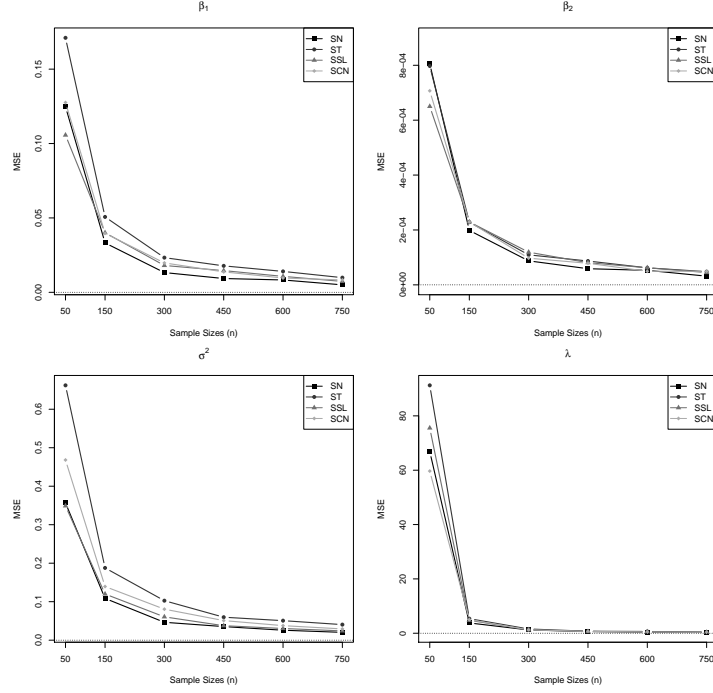 β1
MSE
0.00 0.05 0.10 0.15
50 150 300 450 600 750
Sample Sizes (n)
SN
ST
SSL
SCN
β2
MSE
0e+00 2e−04 4e−04 6e−04 8e−04
50 150 300 450 600 750
Sample Sizes (n)
SN
ST
SSL
SCN
σ2
MSE
0.0 0.1 0.2 0.3 0.4 0.5 0.6
50 150 300 450 600 750
Sample Sizes (n)
SN
ST
SSL
SCN
λ
MSE
0 20 40 60 80
50 150 300 450 600 750
Sample Sizes (n)
SN
ST
SSL
SCN